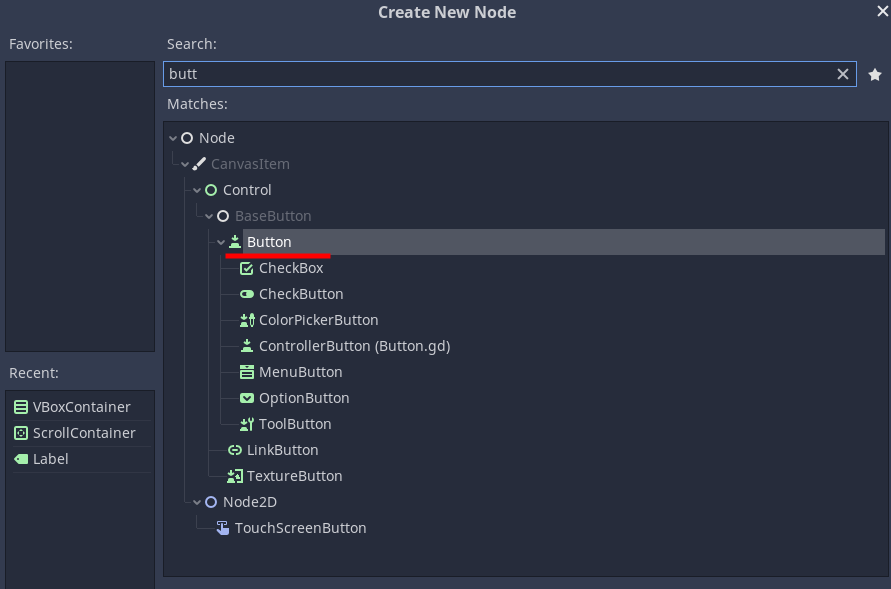 Create New Node
Favorites:
Search:
butt
Matches:
Node
CanvasItem
Control
BaseButton
Button
CheckBox
CheckButton
ColorPickerButton
ControllerButton (Button.gd)
MenuButton
OptionButton
ToolButton
LinkButton
TextureButton
Node2D
TouchScreenButton
Recent:
VBoxContainer
ScrollContainer
Label